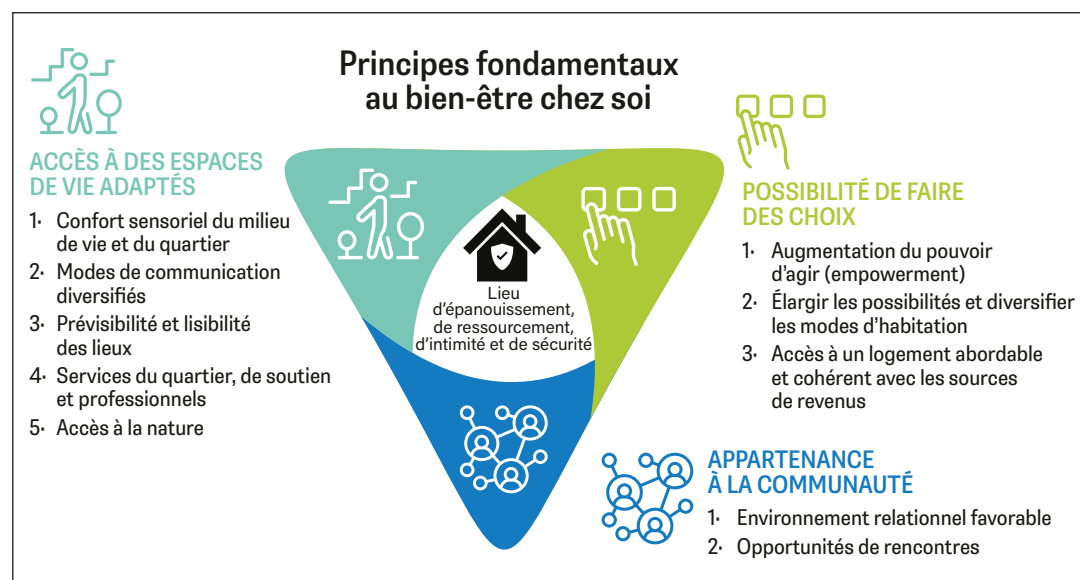 Principes fondamentaux
au bien-être chez soi
ACCÈS À DES ESPACES
DE VIE ADAPTÉS
1· Confort sensoriel du milieu
de vie et du quartier
2· Modes de communication
diversifiés
3· Prévisibilité et lisibilité
des lieux
4· Services du quartier, de soutien
et professionnels
5· Accès à la nature
Lieu
d'épanouissement,
de ressourcement,
d'intimité et de sécurité
POSSIBILITÉ DE FAIRE
DES CHOIX
1· Augmentation du pouvoir
d'agir (empowerment)
2· Élargir les possibilités et diversifier
les modes d'habitation
3· Accès à un logement abordable
et cohérent avec les sources
de revenus
APPARTENANCE
À LA COMMUNAUTÉ
1· Environnement relationnel favorable
2· Opportunités de rencontres